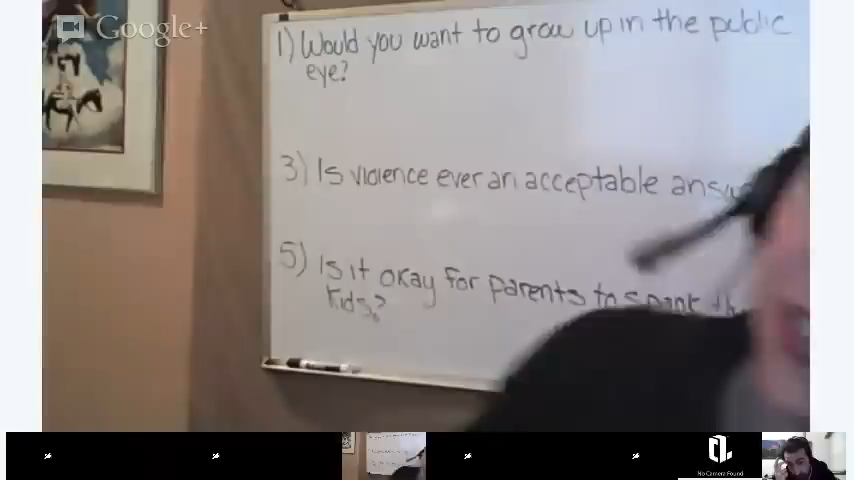 Google+
1) Would you want to grow up in the public
eye?
3) Is violence ever an acceptable
5) Is it okay for parents to spank
kids?
No Camera Found